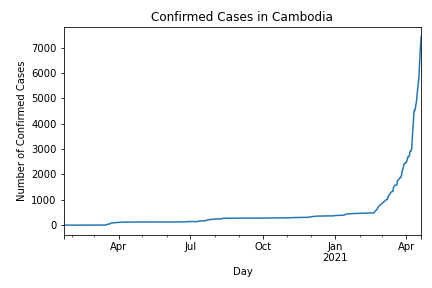 Confirmed Cases in Cambodia
Number of Confirmed Cases
7000
6000
5000
4000
3000
2000
1000
0
Apr
Jul
Oct
Jan
2021
Apr
Day